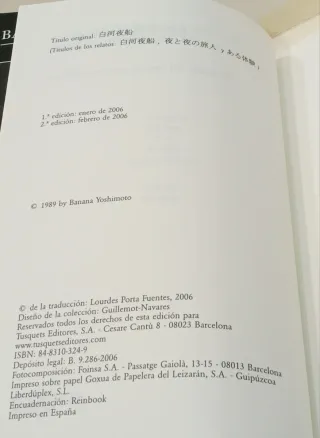 BA
Título original: 白河夜船
(Títulos de los relatos: 白河夜船, 夜と夜の旅人 y ある体験)
1.ª edición: enero de 2006
2.ª edición: febrero de 2006
© 1989 by Banana Yoshimoto
© de la traducción: Lourdes Porta Fuentes, 2006
Diseño de la colección: Guillemot-Navares
Reservados todos los derechos de esta edición para
Tusquets Editores, S.A. - Cesare Cantù 8 - 08023 Barcelona
www.tusquetseditores.com
ISBN: 84-8310-324-9
Depósito legal: B. 9.286-2006
Fotocomposición: Foinsa S.A. - Passatge Gaiolà, 13-15 - 08013 Barcelona
Impreso sobre papel Goxua de Papelera del Leizarán, S.A. - Guipúzcoa
Liberdúplex, S.L.
Encuadernación: Reinbook
Impreso en España